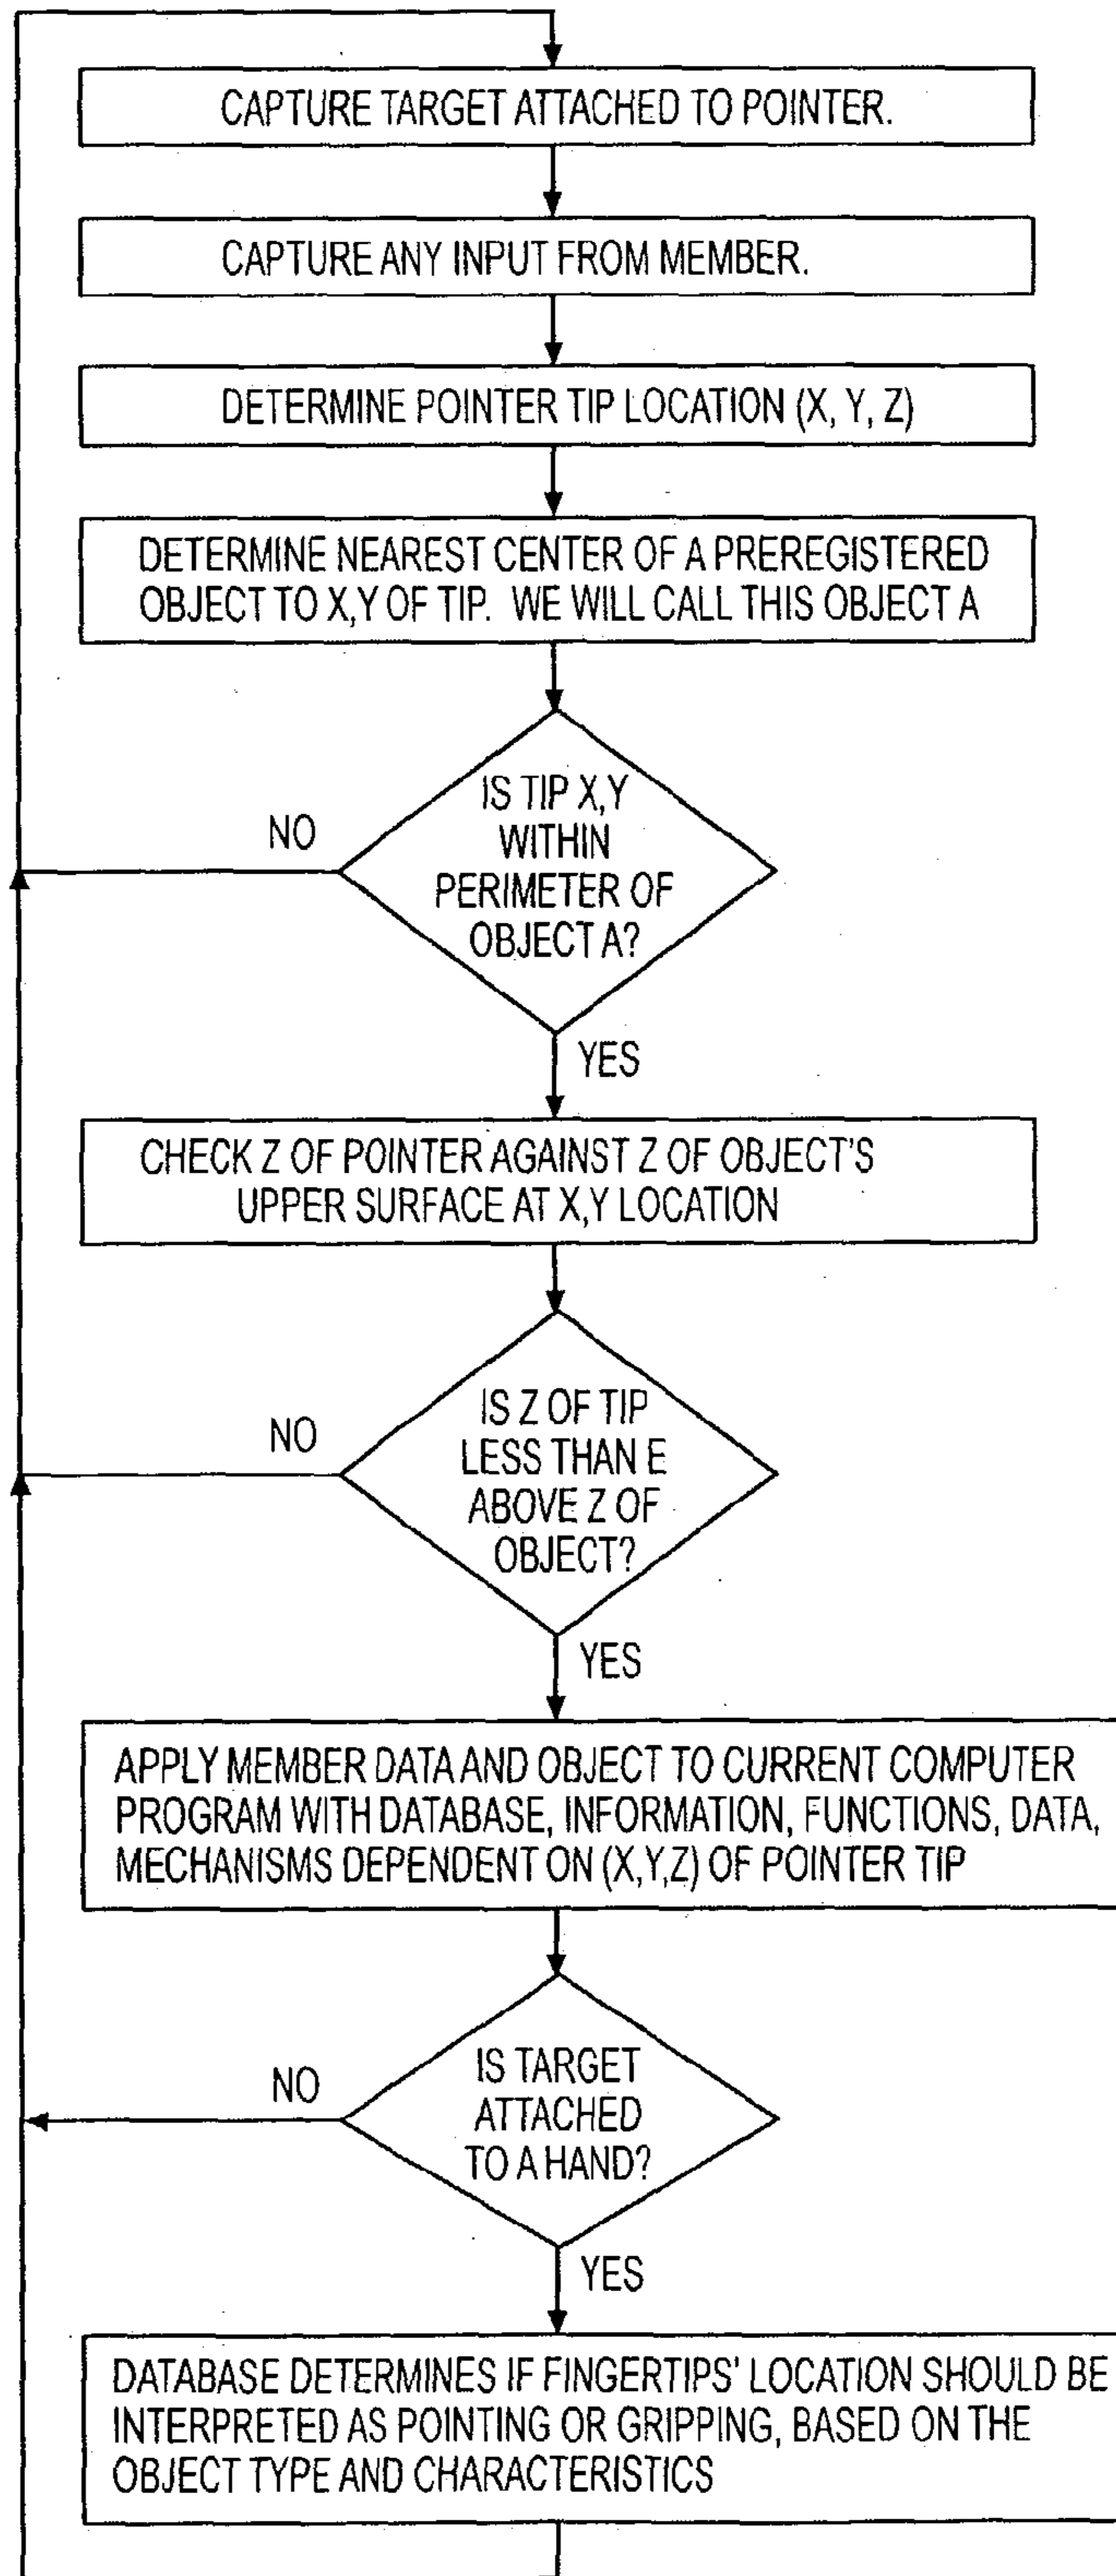 CAPTURE TARGET ATTACHED TO POINTER.
CAPTURE ANY INPUT FROM MEMBER.
DETERMINE POINTER TIP LOCATION (X, Y, Z)
DETERMINE NEAREST CENTER OF A PREREGISTERED
OBJECT TO X,Y OF TIP. WE WILL CALL THIS OBJECT A
IS TIP X,Y
WITHIN
PERIMETER OF
OBJECT A?
NO
YES
CHECK Z OF POINTER AGAINST Z OF OBJECT'S
UPPER SURFACE AT X,Y LOCATION
IS Z OF TIP
LESS THAN E
ABOVE Z OF
OBJECT?
NO
YES
APPLY MEMBER DATA AND OBJECT TO CURRENT COMPUTER
PROGRAM WITH DATABASE, INFORMATION, FUNCTIONS, DATA,
MECHANISMS DEPENDENT ON (X,Y,Z) OF POINTER TIP
IS TARGET
ATTACHED
TO A HAND?
NO
YES
DATABASE DETERMINES IF FINGERTIPS' LOCATION SHOULD BE
INTERPRETED AS POINTING OR GRIPPING, BASED ON THE
OBJECT TYPE AND CHARACTERISTICS